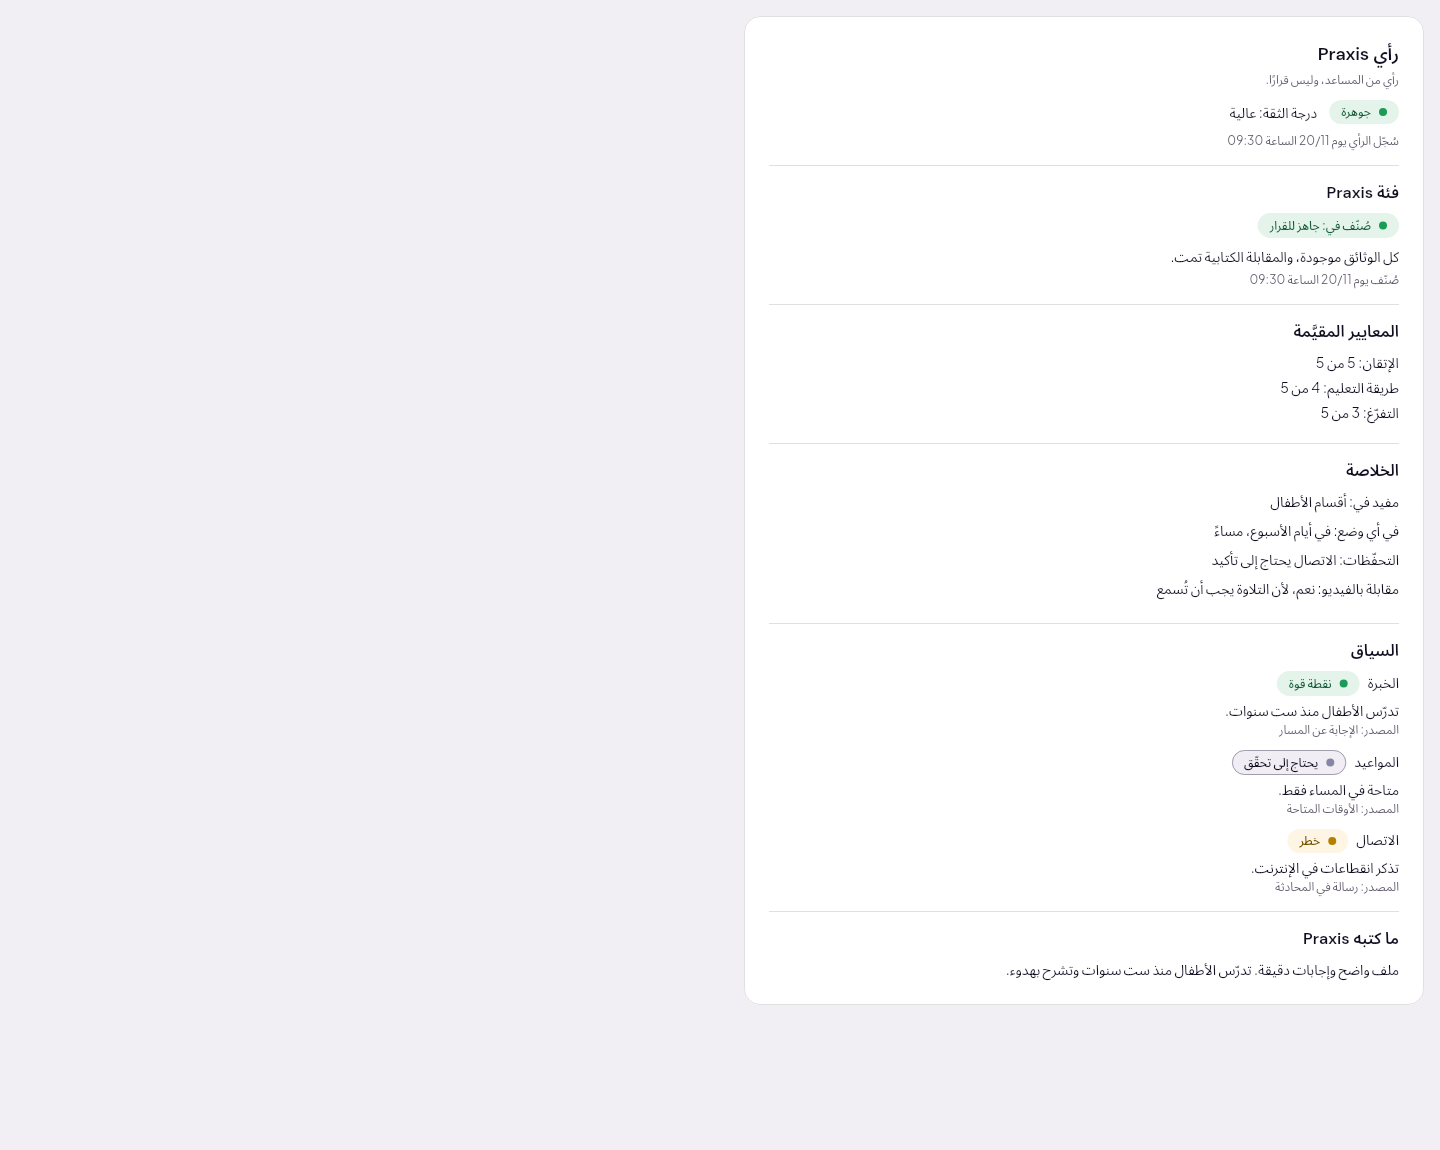 رأي Praxis
رأي من المساعد، وليس قرارًا.
جوهرة درجة الثقة: عالية
سُجّل الرأي يوم 20/11 الساعة 09:30
فئة Praxis
صُنّف في: جاهز للقرار
كل الوثائق موجودة، والمقابلة الكتابية تمت.
صُنّف يوم 20/11 الساعة 09:30
المعايير المقيَّمة
الإتقان: 5 من 5
طريقة التعليم: 4 من 5
التفرّغ: 3 من 5
الخلاصة
مفيد في: أقسام الأطفال
في أي وضع: في أيام الأسبوع، مساءً
التحفّظات: الاتصال يحتاج إلى تأكيد
مقابلة بالفيديو: نعم، لأن التلاوة يجب أن تُسمع
السياق
الخبرة نقطة قوة
تدرّس الأطفال منذ ست سنوات.
المصدر: الإجابة عن المسار
المواعيد يحتاج إلى تحقّق
متاحة في المساء فقط.
المصدر: الأوقات المتاحة
الاتصال خطر
تذكر انقطاعات في الإنترنت.
المصدر: رسالة في المحادثة
ما كتبه Praxis
ملف واضح وإجابات دقيقة. تدرّس الأطفال منذ ست سنوات وتشرح بهدوء.